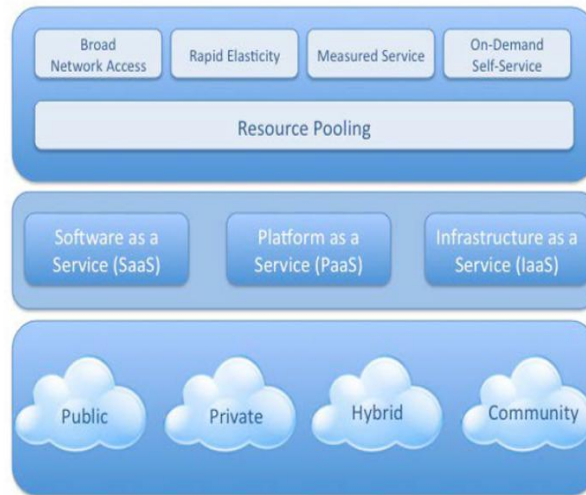 Broad
Network Access
Rapid Elasticity
Measured Service
On-Demand
Self-Service
Resource Pooling
Software as a
Service (SaaS)
Platform as a
Service (PaaS)
Infrastructure as a
Service (IaaS)
Public
Private
Hybrid
Community